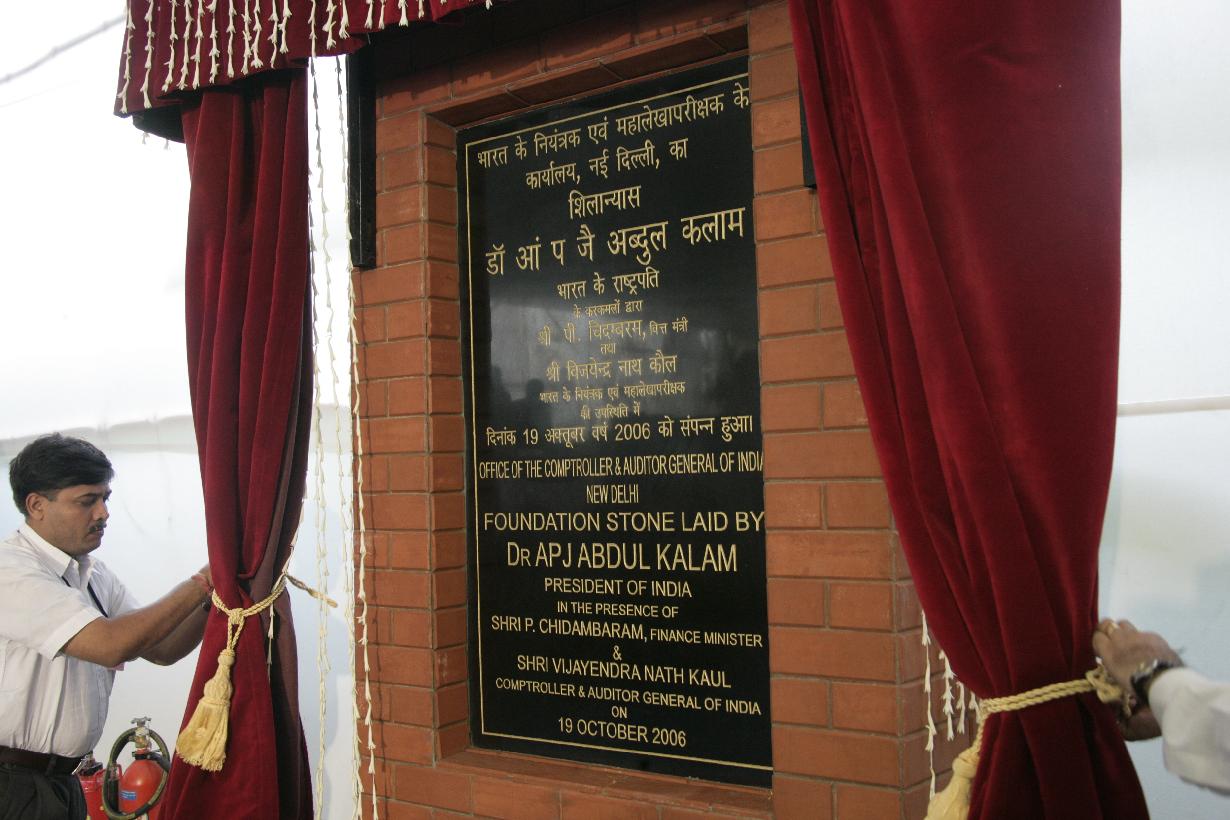 भारत के नियंत्रक एवं महालेखापरीक्षक के
कार्यालय, नई दिल्ली, का
शिलान्यास
डॉ आं प जै अब्दुल कलाम
भारत के राष्ट्रपति
के करकमलों द्वारा
श्री पी. चिदम्बरम, वित्त मंत्री
तथा
श्री विजयेन्द्र नाथ कौल
भारत के नियंत्रक एवं महालेखापरीक्षक
की उपस्थिति में
दिनांक 19 अक्तूबर वर्ष 2006 को संपन्न हुआ।
OFFICE OF THE COMPTROLLER & AUDITOR GENERAL OF INDIA
NEW DELHI
FOUNDATION STONE LAID BY
DR APJ ABDUL KALAM
PRESIDENT OF INDIA
IN THE PRESENCE OF
SHRI P. CHIDAMBARAM, FINANCE MINISTER
&
SHRI VIJAYENDRA NATH KAUL
COMPTROLLER & AUDITOR GENERAL OF INDIA
ON
19 OCTOBER 2006